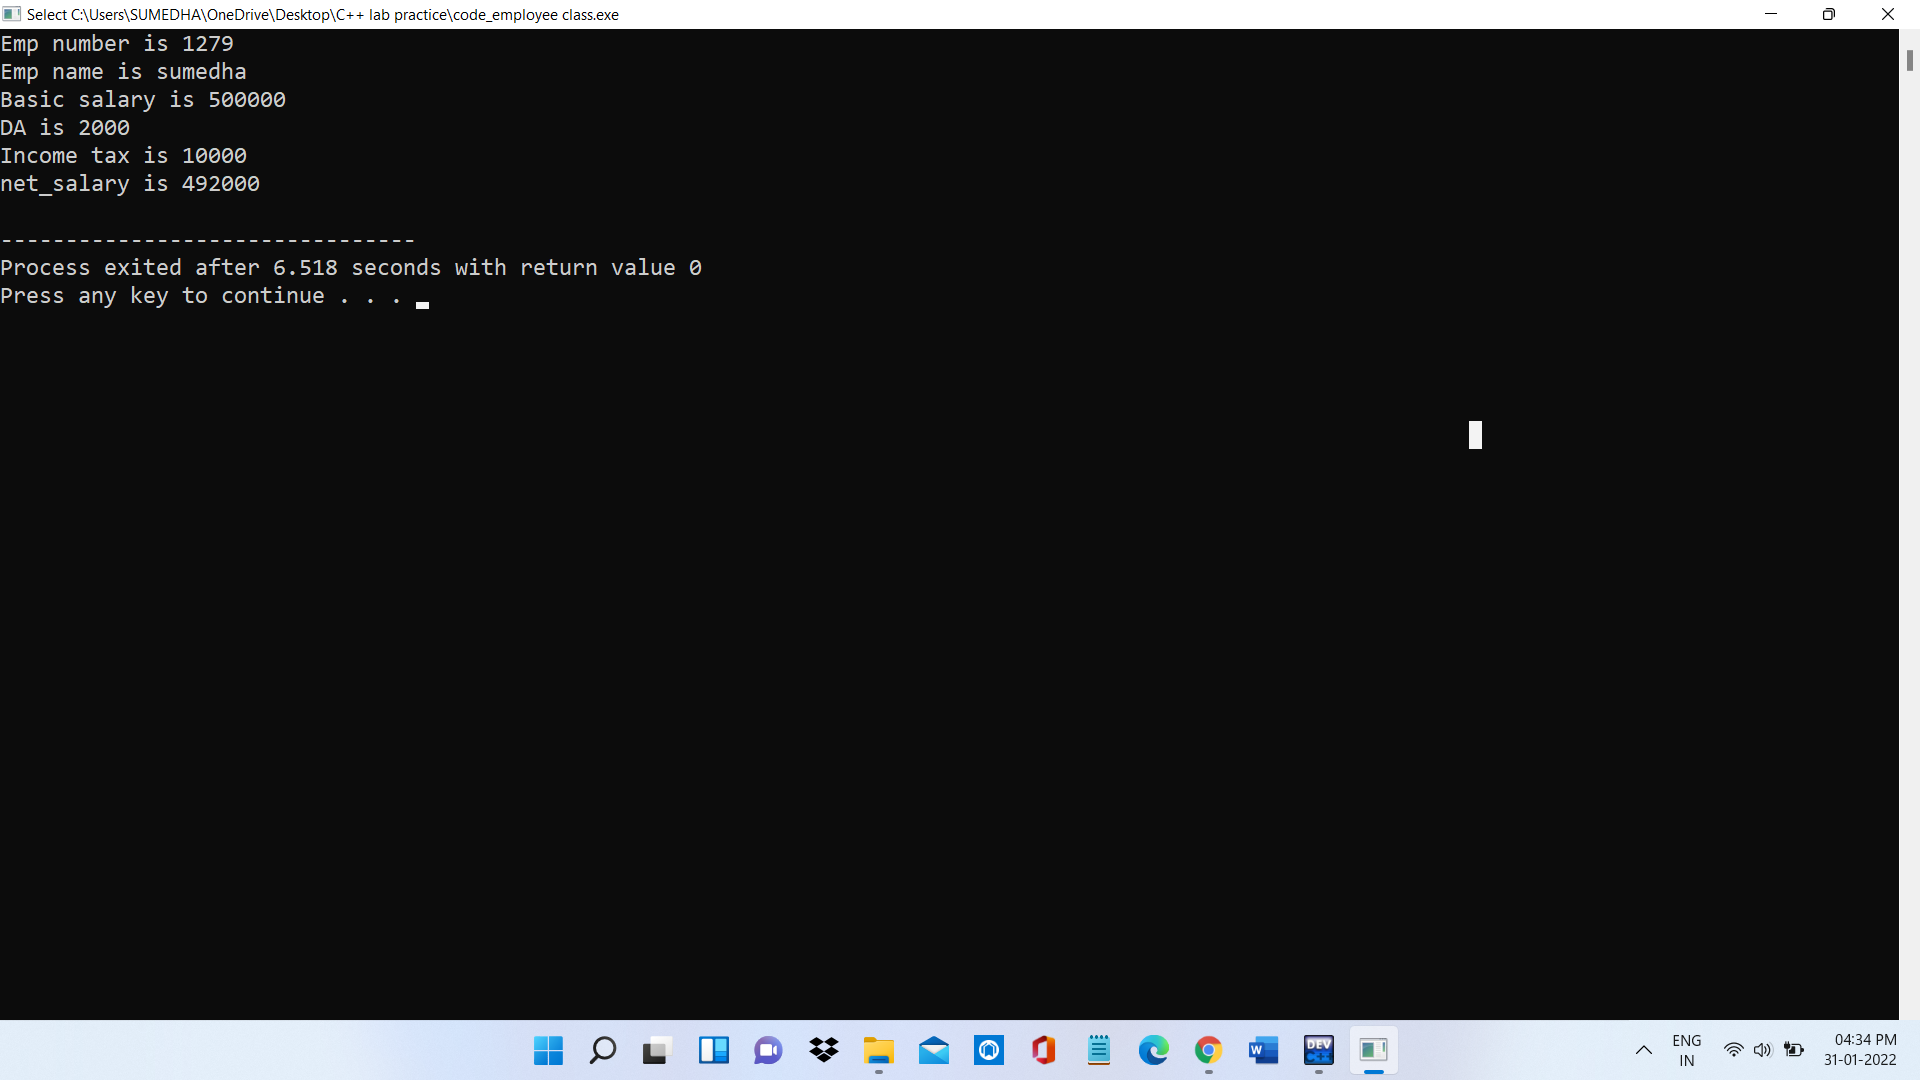 Select C:\Users\SUMEDHA\OneDrive\Desktop\C++ lab practice\code_employee class.exe
Emp number is 1279
Emp name is sumedha
Basic salary is 500000
DA is 2000
Income tax is 10000
net_salary is 492000
--------------------------------
Process exited after 6.518 seconds with return value 0
Press any key to continue . . .
W
DEV
C++
ENG
IN
04:34 PM
31-01-2022